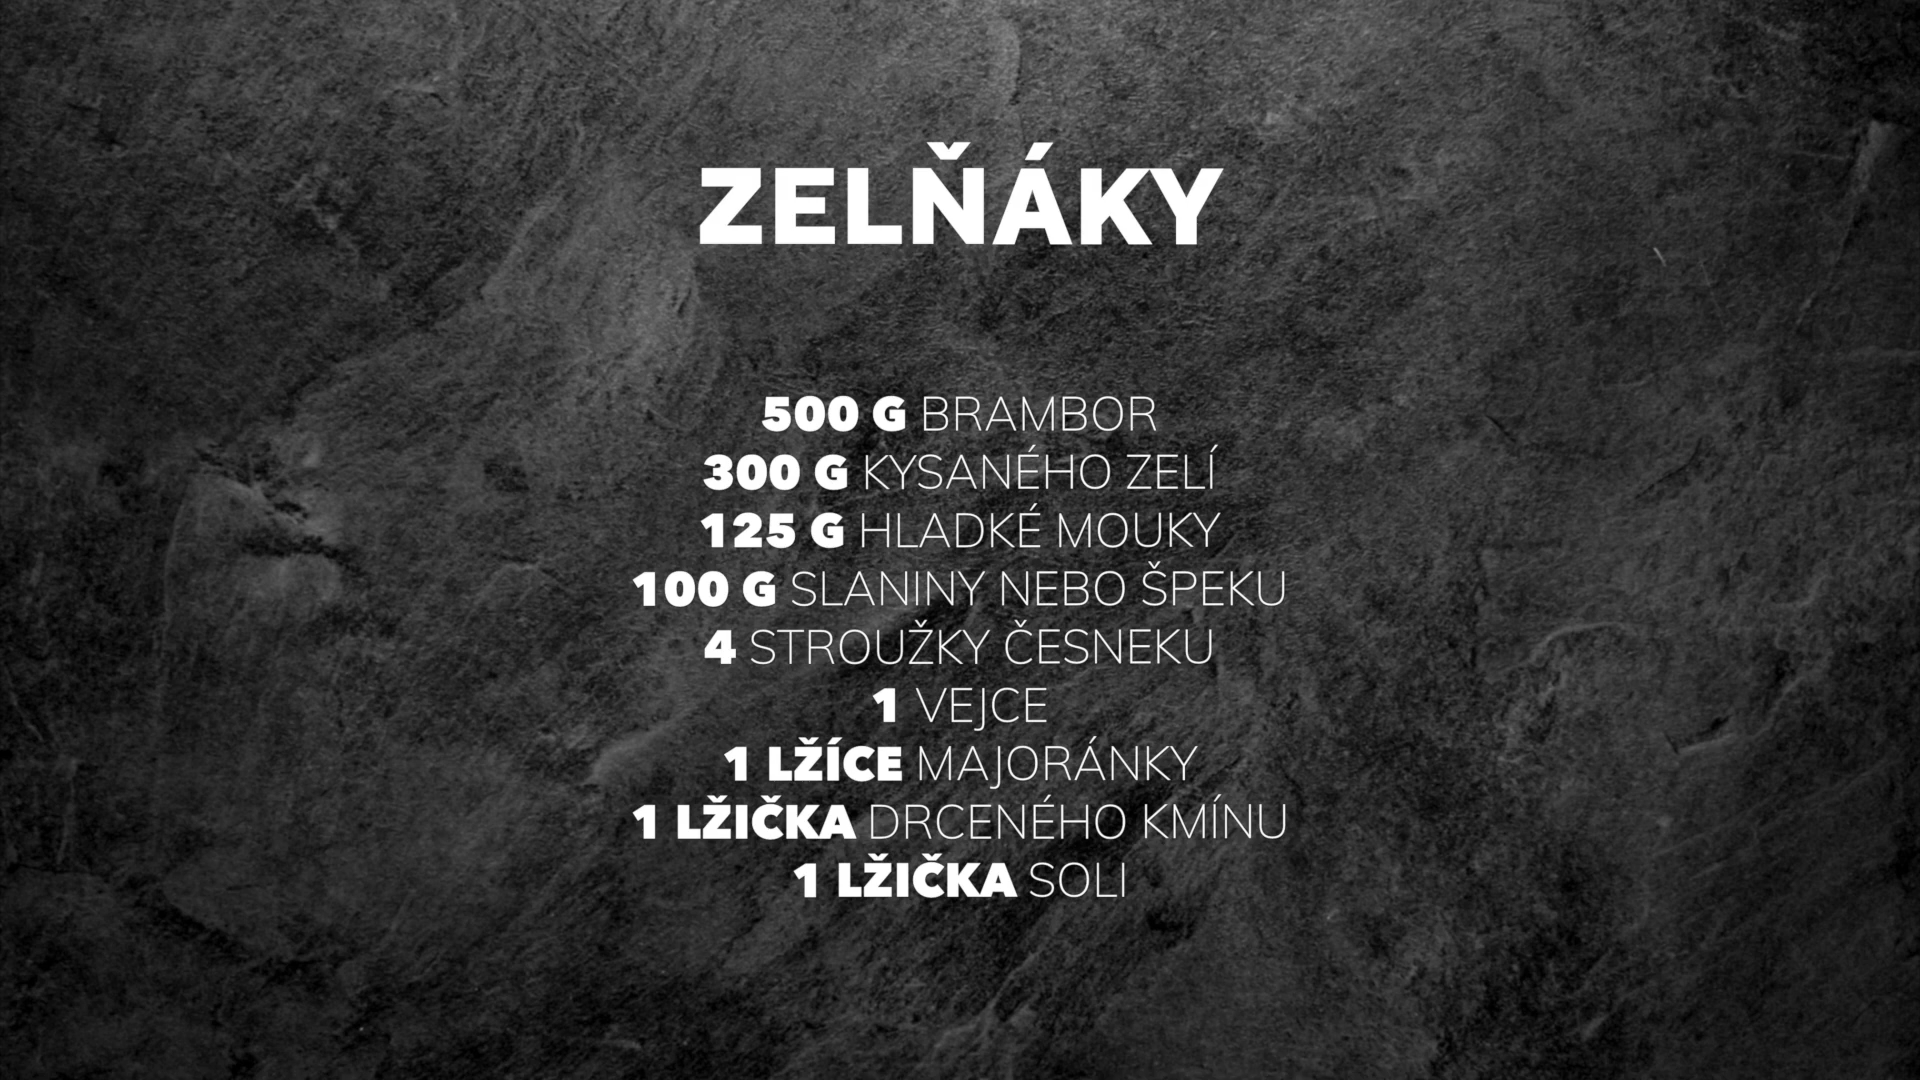 ZELŇÁKY
500 G BRAMBOR
300 G KYSANÉHO ZELÍ
125 G HLADKÉ MOUKY
100 G SLANINY NEBO ŠPEKU
4 STROUŽKY ČESNEKU
1 VEJCE
1 LŽÍCE MAJORÁNKY
1 LŽIČKA DRCENÉHO KMÍNU
1 LŽIČKA SOLI